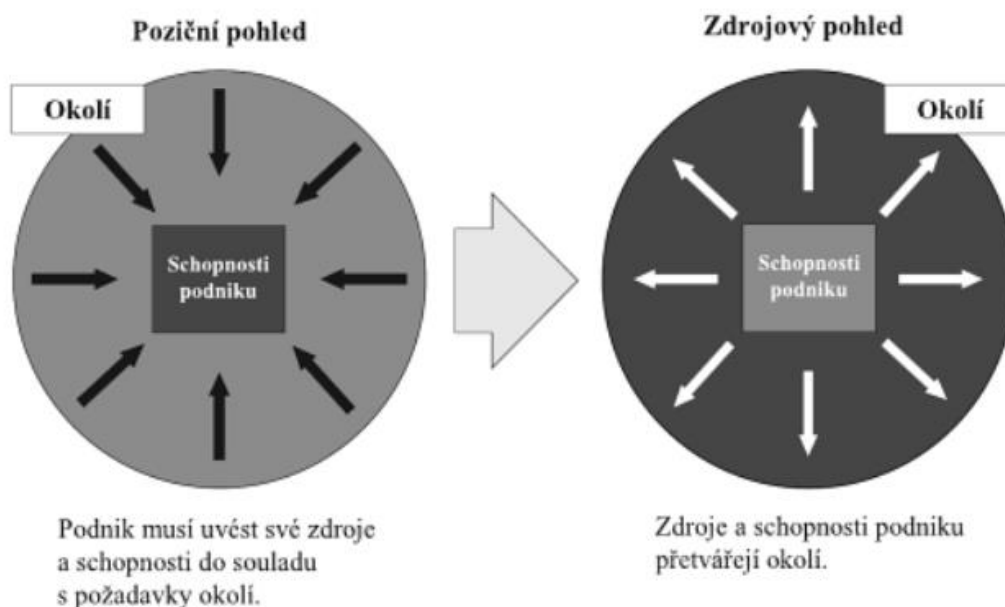 Poziční pohled
Okolí
Schopnosti
podniku
Podnik musí uvést své zdroje
a schopnosti do souladu
s požadavky okolí.
Zdrojový pohled
Okolí
Schopnosti
podniku
Zdroje a schopnosti podniku
přetvářejí okolí.